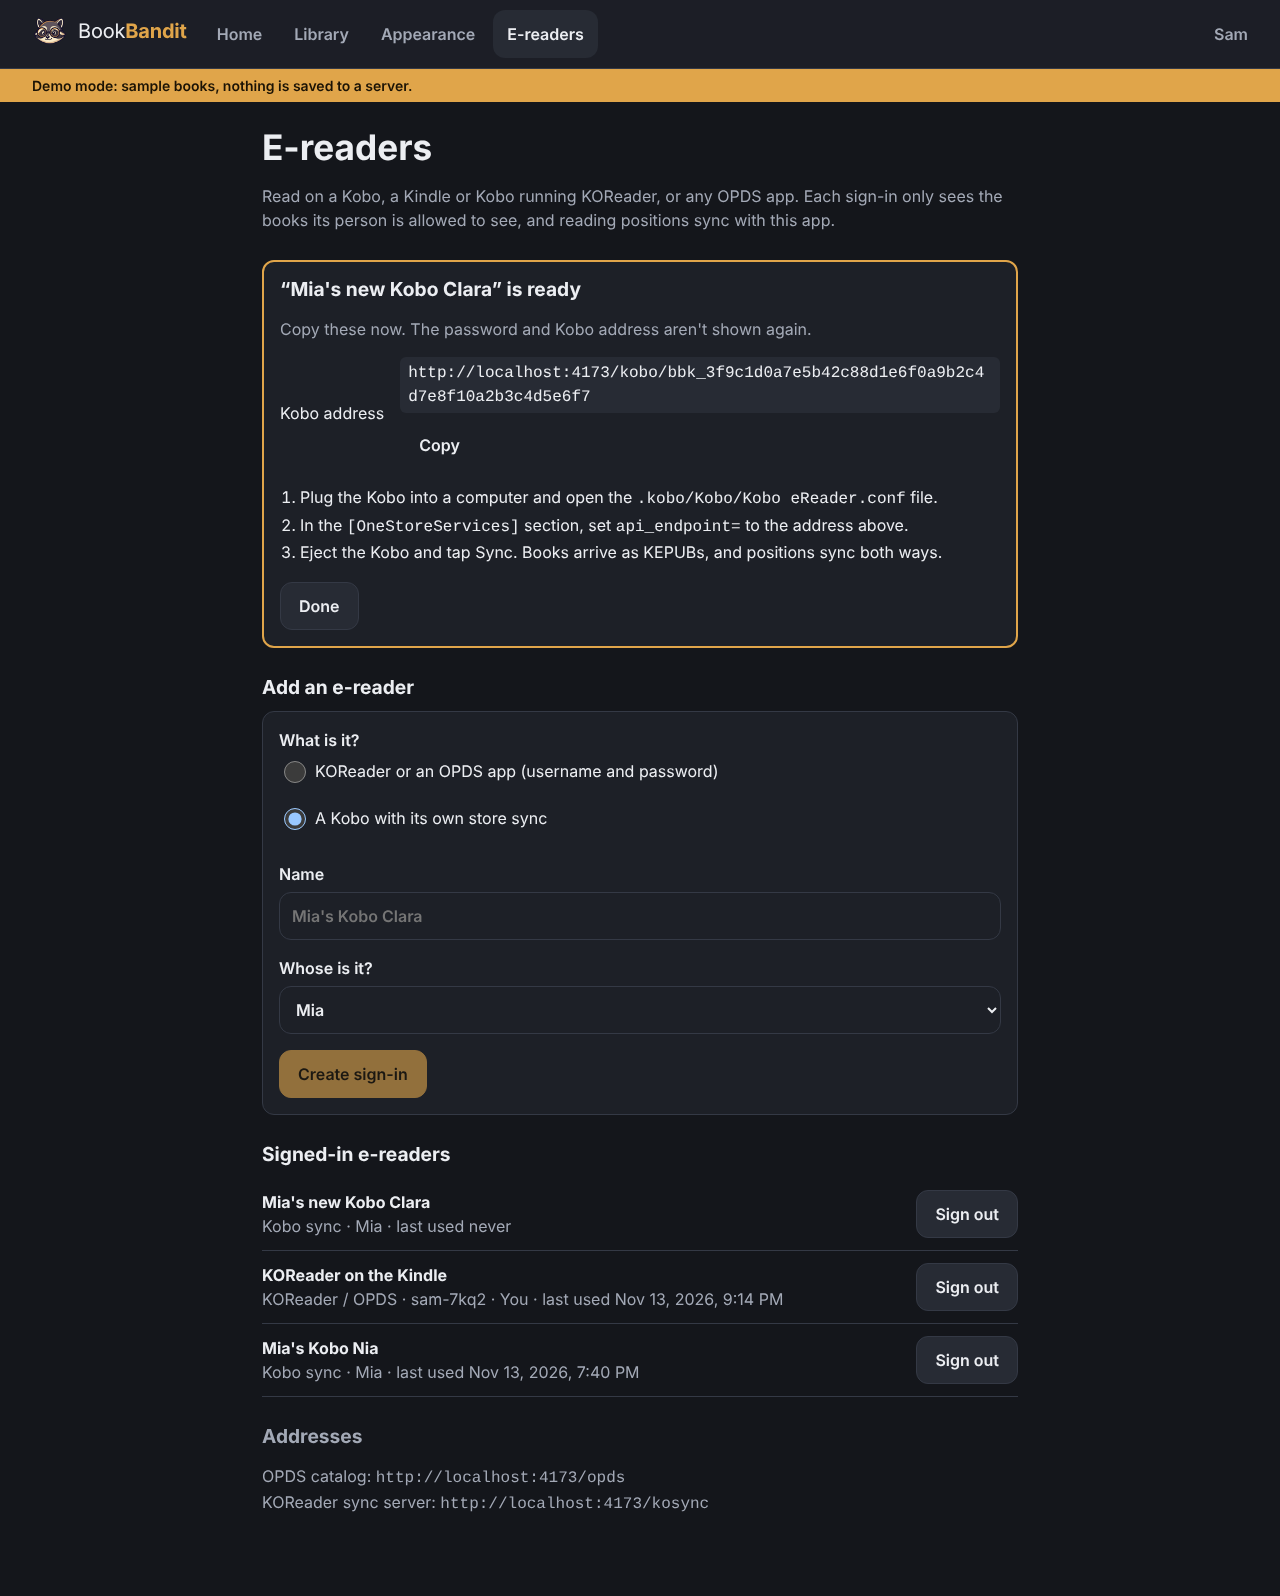 BookBandit Home Library Appearance E-readers Sam
Demo mode: sample books, nothing is saved to a server.
E-readers
Read on a Kobo, a Kindle or Kobo running KOReader, or any OPDS app. Each sign-in only sees the
books its person is allowed to see, and reading positions sync with this app.
“Mia's new Kobo Clara” is ready
Copy these now. The password and Kobo address aren't shown again.
Kobo address
http://localhost:4173/kobo/bbk_3f9c1d0a7e5b42c88d1e6f0a9b2c4
d7e8f10a2b3c4d5e6f7
Copy
1. Plug the Kobo into a computer and open the .kobo/Kobo/Kobo eReader.conf file.
2. In the [OneStoreServices] section, set api_endpoint= to the address above.
3. Eject the Kobo and tap Sync. Books arrive as KEPUBs, and positions sync both ways.
Done
Add an e-reader
What is it?
KOReader or an OPDS app (username and password)
A Kobo with its own store sync
Name
Mia's Kobo Clara
Whose is it?
Mia
Create sign-in
Signed-in e-readers
Mia's new Kobo Clara
Kobo sync · Mia · last used never
Sign out
KOReader on the Kindle
KOReader / OPDS · sam-7kq2 · You · last used Nov 13, 2026, 9:14 PM
Sign out
Mia's Kobo Nia
Kobo sync · Mia · last used Nov 13, 2026, 7:40 PM
Sign out
Addresses
OPDS catalog: http://localhost:4173/opds
KOReader sync server: http://localhost:4173/kosync